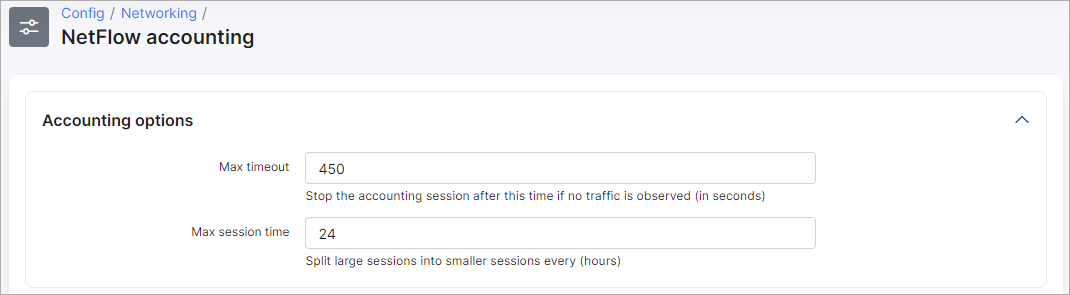 Config / Networking /
NetFlow accounting
Accounting options
Max timeout 450
Stop the accounting session after this time if no traffic is observed (in seconds)
Max session time 24
Split large sessions into smaller sessions every (hours)